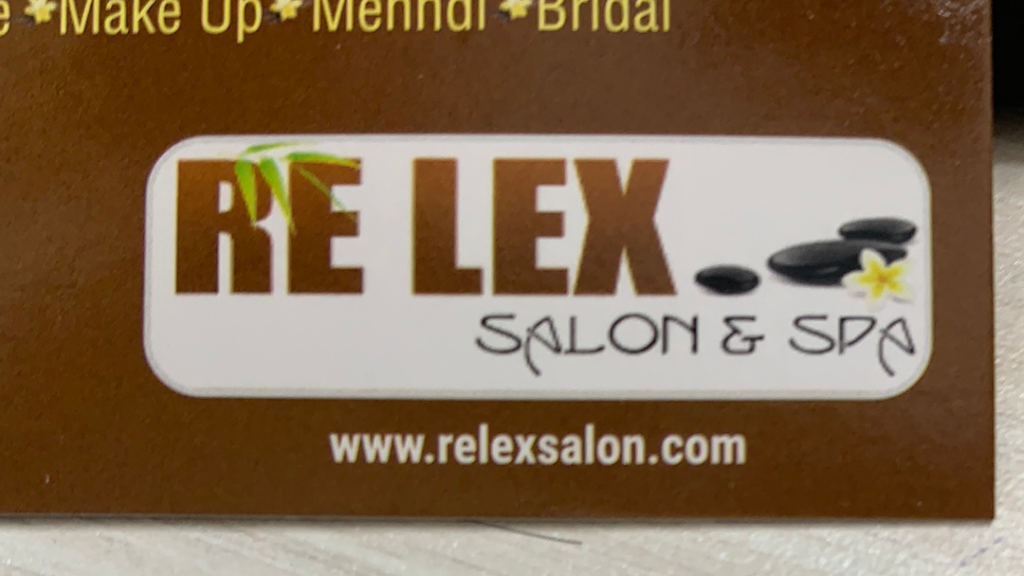 Make Up Mehndi Bridal
RE LEX
SALON & SPA
www.relexsalon.com